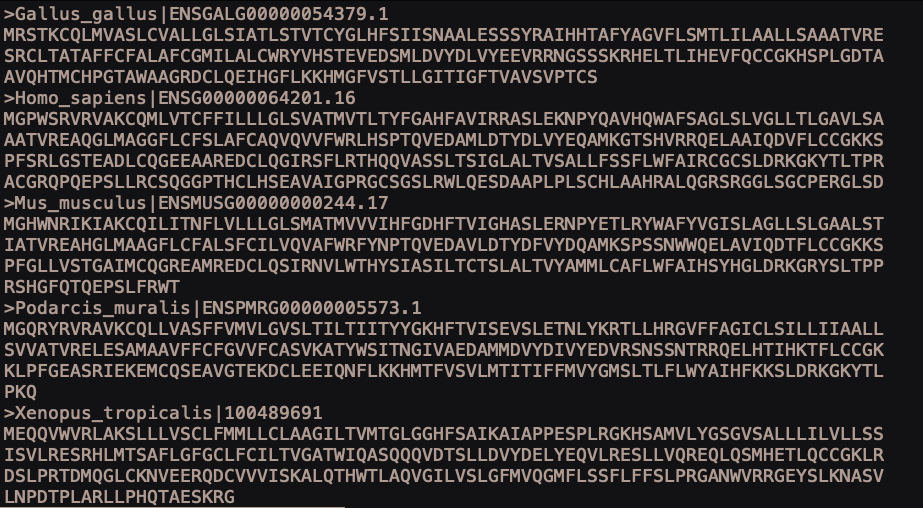 >Gallus_gallus|ENSGALG00000054379.1
MRSTKCQLMVASLCVALLGLSIATLSTVTCYGLHFSIISNAALESSSYRAIHHTAFYAGVFLSMTLILAALLSAAATVRE
SRCLTATAFFCFALAFCGMILALCWRYVHSTEVEDSMLDVYDLVYEEVRRNGSSSKRHELTLIHEVFQCCGKHSPLGDTA
AVQHTMCHPGTAWAAGRDCLQEIHGFLKKHMGFVSTLLGITIGFTVAVSVPTCS
>Homo_sapiens|ENSG00000064201.16
MGPWSRVRVAKCQMLVTCFFILLLGLSVATMVTLTYFGAHFAVIRRASLEKNPYQAVHQWAFSAGLSLVGLLTLGAVLSA
AATVREAQGLMAGGFLCFSLAFCAQVQVVFWRLHSPTQVEDAMLDTYDLVYEQAMKGTSHVRRQELAAIQDVFLCCGKKS
PFSRLGSTEADLCQGEEAAREDCLQGIRSFLRTHQQVASSLTSIGLALTVSALLFSSFLWFAIRCGCSLDRKGKYTLTPR
ACGRQPQEPSLLRCSQGGPTHCLHSEAVAIGPRGCSGSLRWLQESDAAPLPLSCHLAAHRALQGRSRGGLSGCPERGLSD
>Mus_musculus|ENSMUSG00000000244.17
MGHWNRIKIAKCQILITNFLVLLLGLSMATMVVVIHFGDHFTVIGHASLERNPYETLRYWAFYVGISLAGLLSLGAALST
IATVREAHGLMAAGFLCFALSFCILVQVAFWRFYNPTQVEDAVLDTYDFVYDQAMKSPSSNWWQELAVIQDTFLCCGKKS
PFGLLVSTGAIMCQGREAMREDCLQSIRNVLWTHYSIASILTCTSLALTVYAMMLCAFLWFAIHSYHGLDRKGRYSLTPP
RSHGFQTQEPSLFRWT
>Podarcis_muralis|ENSPMRG00000005573.1
MGQRYRVRAVKCQLLVASFFVMVLGVSLTILTIITYYGKHFTVISEVSLETNLYKRTLLHRGVFFAGICLSILLIIAALL
SVVATVRELESAMAAVFFCFGVVFCASVKATYWSITNGIVAEDAMMDVYDIVYEDVRSNSSNTRRQELHTIHKTFLCCGK
KLPFGEASRIEKEMCQSEAVGTEKDCLEEIQNFLKKHMTFVSVLMTITIFFMVYGMSLTLFLWYAIHFKKSLDRKGKYTL
PKQ
>Xenopus_tropicalis|100489691
MEQQVWVRLAKSLLLVSCLFMMLLCLAAGILTVMTGLGGHFSAIKAIAPPESPLRGKHSAMVLYGSGVSALLLILVLLSS
ISVLRESRHLMTSAFLGFGCLFCILTVGATWIQASQQQVDTSLLDVYDELYEQVLRESLLVQREQLQSMHETLQCCGKLR
DSLPRTDMQGLCKNVEERQDCVVVISKALQTHWTLAQVGILVSLGFMVQGMFLSSFLFFSLPRGANWVRRGEYSLKNASV
LNPDTPLARLLPHQTAESKRG